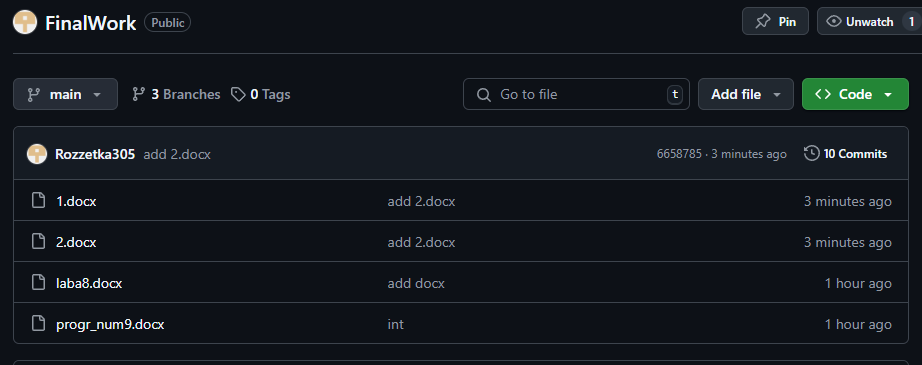 FinalWork Public Pin Unwatch 1
main 3 Branches 0 Tags Go to file t Add file Code
Rozzetka305 add 2.docx 6658785 · 3 minutes ago 10 Commits
1.docx add 2.docx 3 minutes ago
2.docx add 2.docx 3 minutes ago
laba8.docx add docx 1 hour ago
progr_num9.docx int 1 hour ago